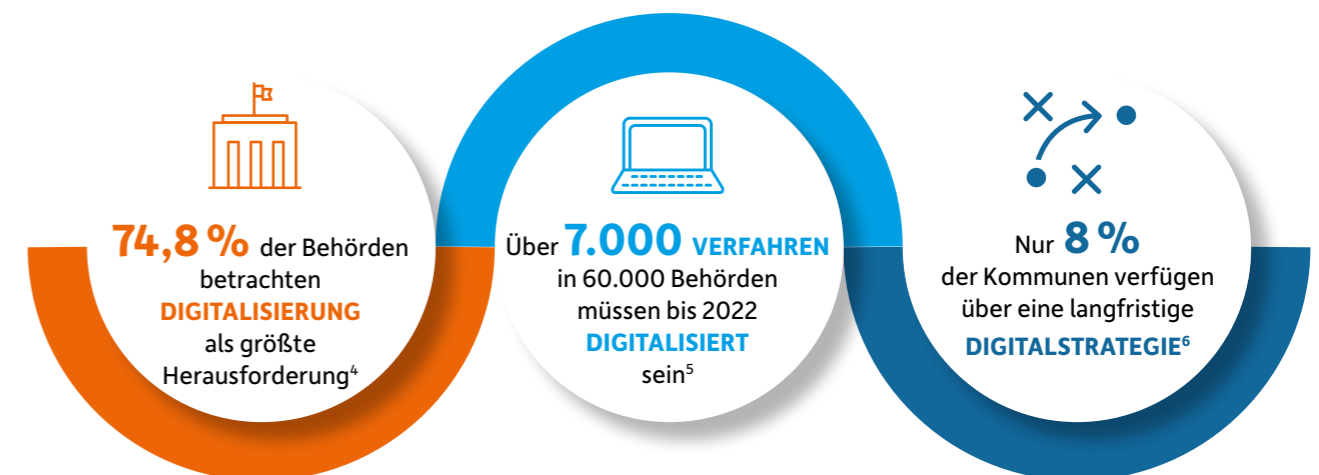 74,8 % der Behörden
betrachten
DIGITALISIERUNG
als größte
Herausforderung⁴
Über 7.000 VERFAHREN
in 60.000 Behörden
müssen bis 2022
DIGITALISIERT
sein⁵
Nur 8 %
der Kommunen verfügen
über eine langfristige
DIGITALSTRATEGIE⁶